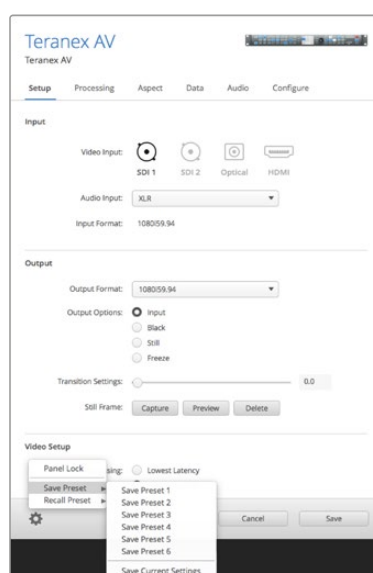 Teranex AV
Teranex AV
Setup Processing Aspect Data Audio Configure
Input
Video Input:
SDI 1 SDI 2 Optical HDMI
Audio Input: XLR
Input Format: 1080i59.94
Output
Output Format: 1080i59.94
Output Options: Input
Black
Still
Freeze
Transition Settings: 0.0
Still Frame: Capture Preview Delete
Video Setup
Panel Lock
sing: Lowest Latency
Save Preset
Recall Preset
Save Preset 1
Save Preset 2
Save Preset 3
Save Preset 4
Save Preset 5
Save Preset 6
Save Current Settings
Cancel Save